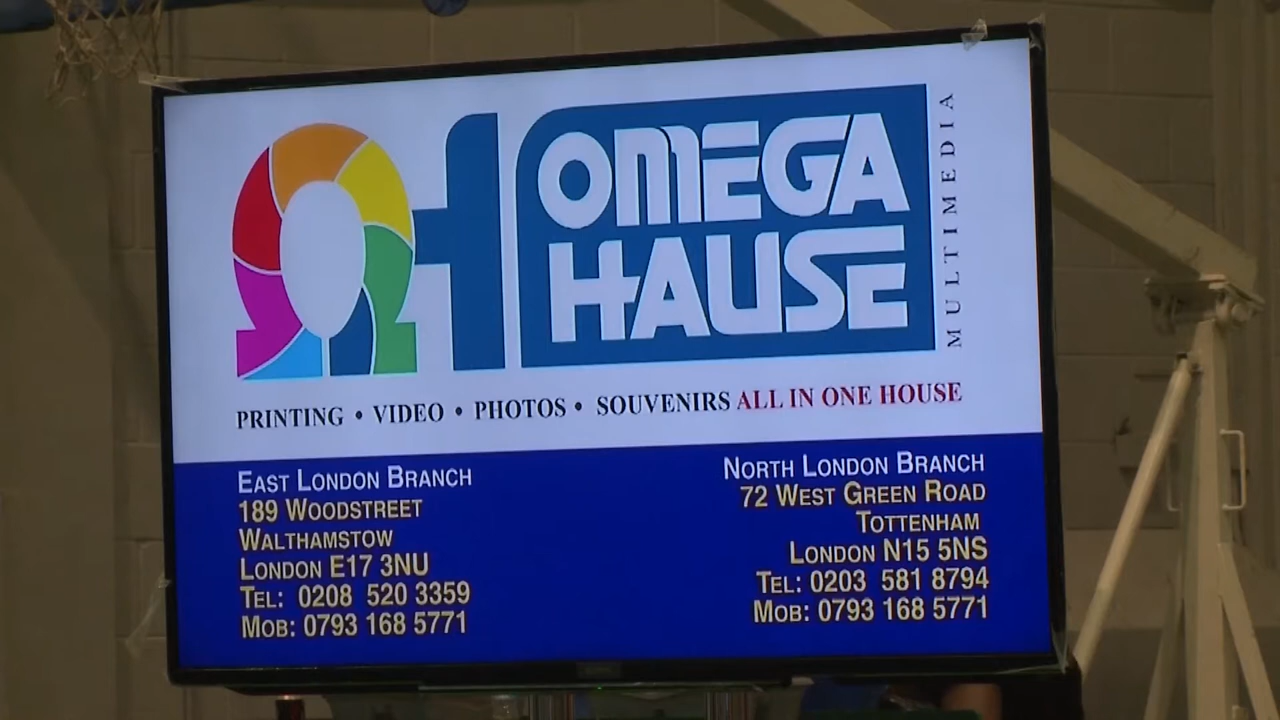 OMEGA
HAUSE
MULTIMEDIA
PRINTING • VIDEO • PHOTOS • SOUVENIRS ALL IN ONE HOUSE
EAST LONDON BRANCH
189 WOODSTREET
WALTHAMSTOW
LONDON E17 3NU
TEL: 0208 520 3359
MOB: 0793 168 5771
NORTH LONDON BRANCH
72 WEST GREEN ROAD
TOTTENHAM
LONDON N15 5NS
TEL: 0203 581 8794
MOB: 0793 168 5771